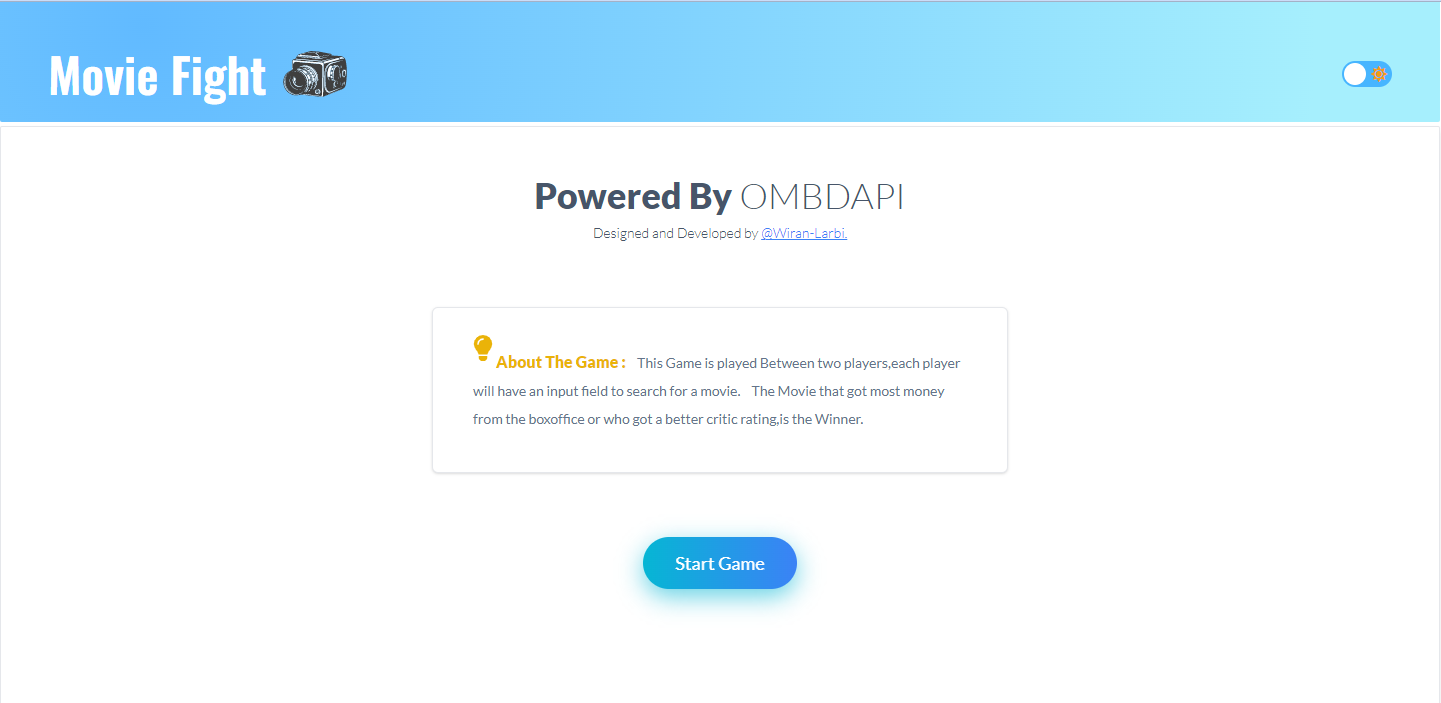 Movie Fight
Powered By OMBDAPI
Designed and Developed by @Wiran-Larbi.
About The Game : This Game is played Between two players,each player
will have an input field to search for a movie. The Movie that got most money
from the boxoffice or who got a better critic rating,is the Winner.
Start Game